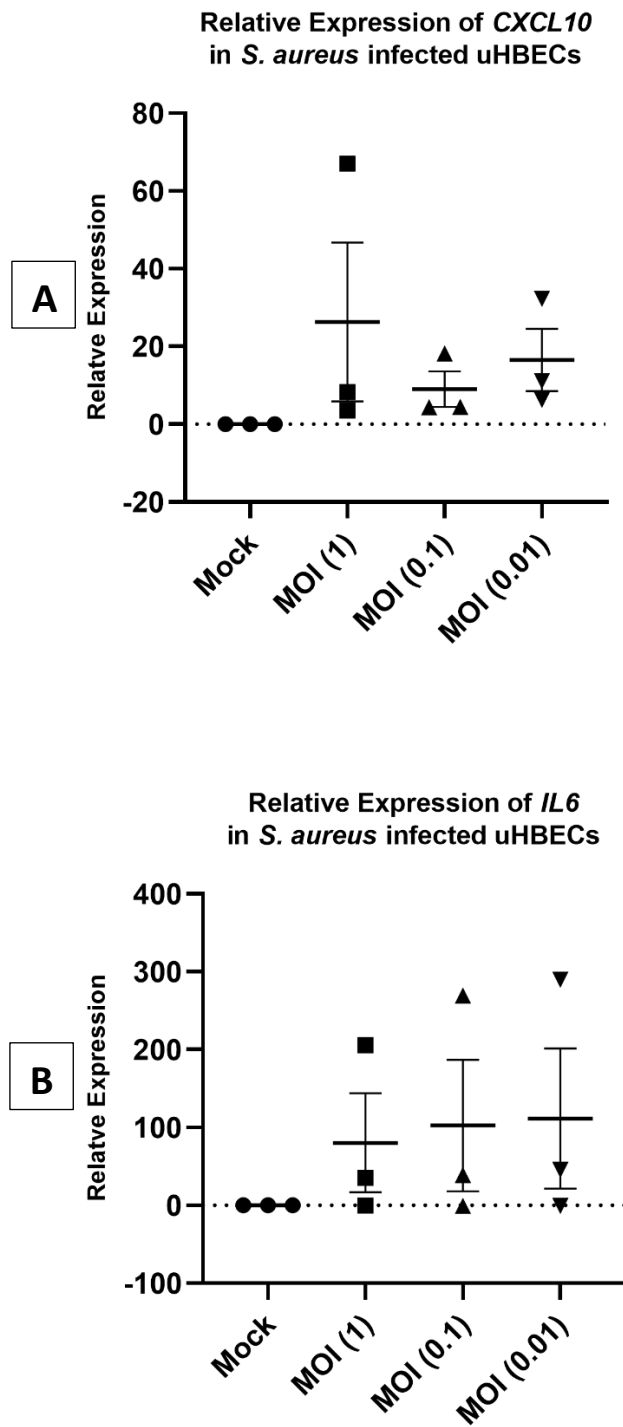 Relative Expression of CXCL10
in S. aureus infected uHBECs
A
Relatve Expression
80
60
40
20
0
-20
Mock
MOI (1)
MOI (0.1)
MOI (0.01)
Relative Expression of IL6
in S. aureus infected uHBECs
B
Relatve Expression
400
300
200
100
0
-100
Mock
MOI (1)
MOI (0.1)
MOI (0.01)